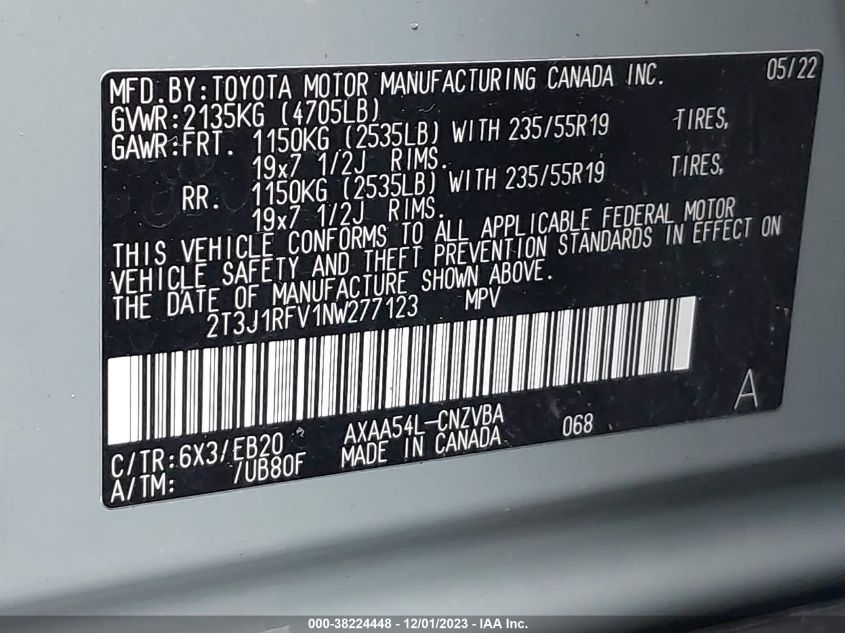 MFD.BY:TOYOTA MOTOR MANUFACTURING CANADA INC. 05/22
GVWR:2135KG (4705LB)
GAWR:FRT. 1150KG (2535LB) WITH 235/55R19 TIRES,
19x7 1/2J RIMS.
RR. 1150KG (2535LB) WITH 235/55R19 TIRES,
19x7 1/2J RIMS.
THIS VEHICLE CONFORMS TO ALL APPLICABLE FEDERAL MOTOR
VEHICLE SAFETY AND THEFT PREVENTION STANDARDS IN EFFECT ON
THE DATE OF MANUFACTURE SHOWN ABOVE.
2T3J1RFV1NW277123 MPV
A
C/TR:6X3/EB20 AXAA54L-CNZVBA 068
A/TM: /UB80F MADE IN CANADA
000-38224448 - 12/01/2023 - IAA Inc.